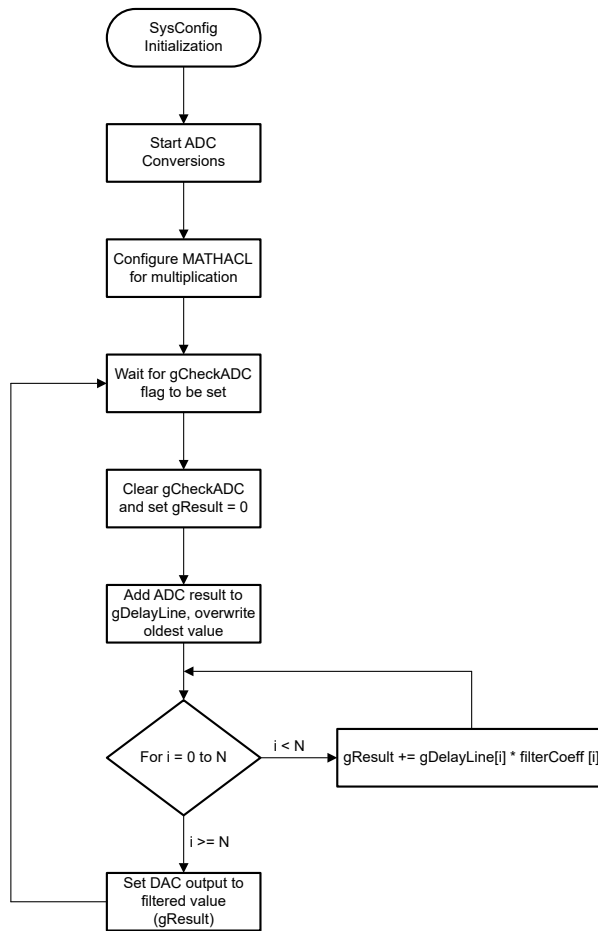 SysConfig
Initialization
Start ADC
Conversions
Configure MATHACL
for multiplication
Wait for gCheckADC
flag to be set
Clear gCheckADC
and set gResult = 0
Add ADC result to
gDelayLine, overwrite
oldest value
For i = 0 to N
i < N
gResult += gDelayLine[i] * filterCoeff [i]
i >= N
Set DAC output to
filtered value
(gResult)